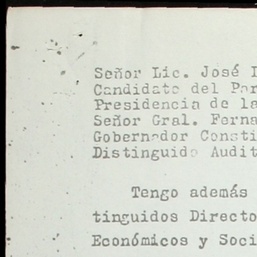 Señor Lic. José
Candidato del Par
Presidencia de la
Señor Gral. Ferna
Gobernador Consti
Distinguido Audit
Tengo además
tinguidos Directo
Económicos y Soci